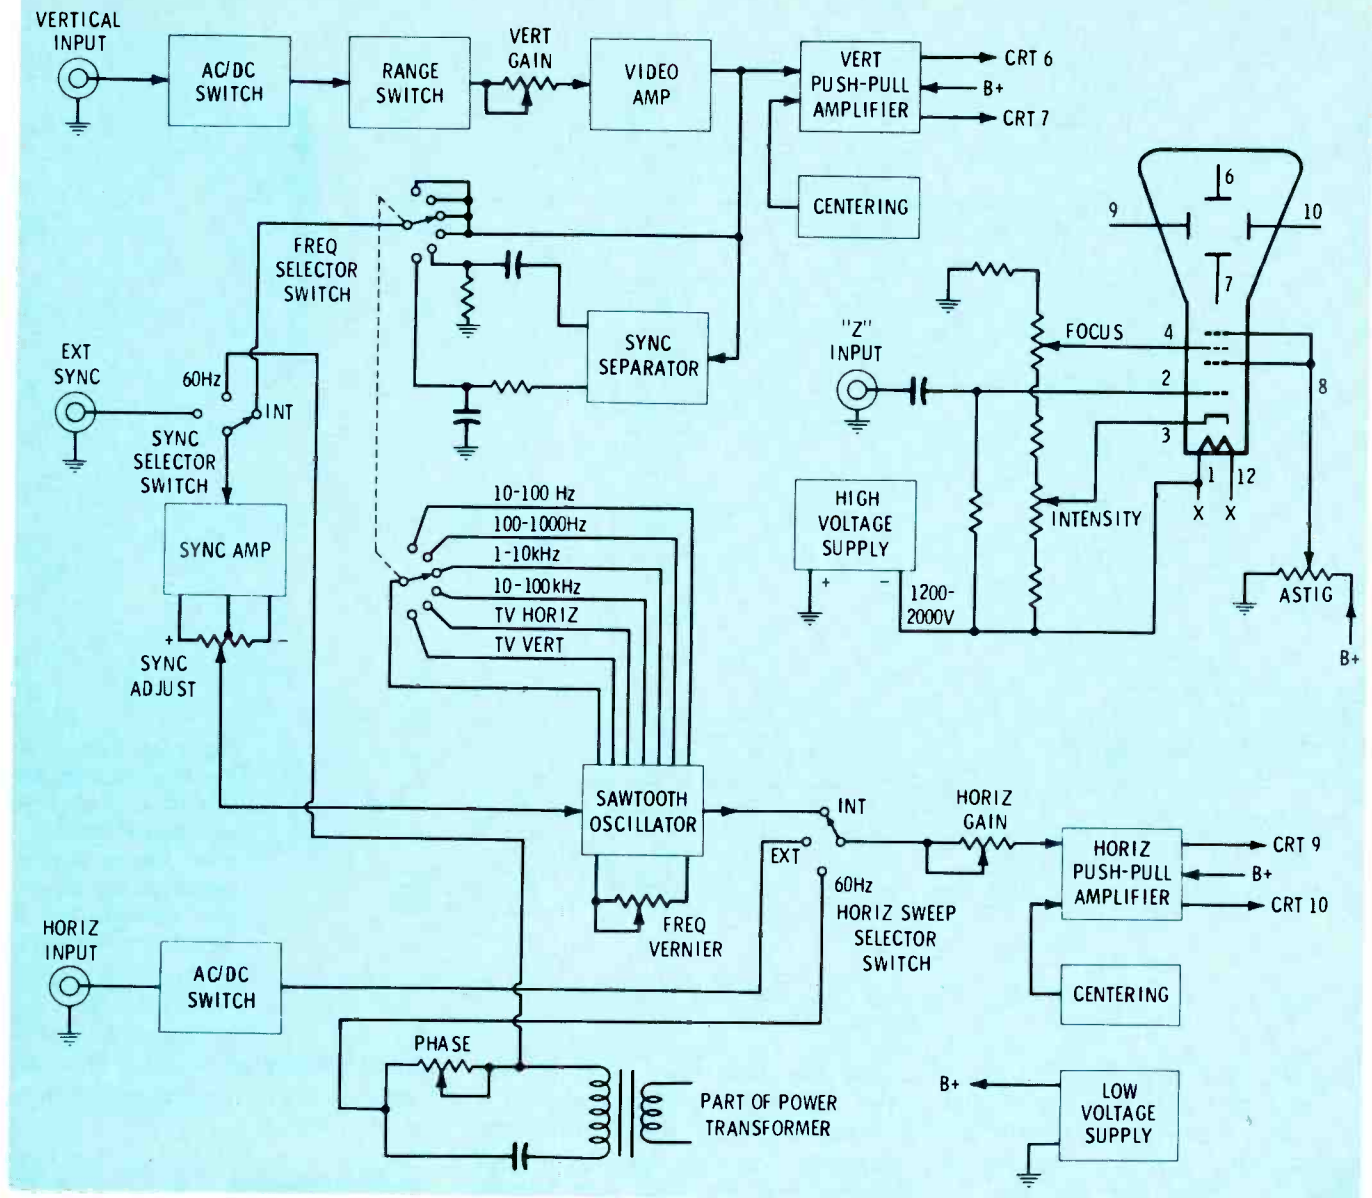 VERTICAL
INPUT
AC/DC
SWITCH
RANGE
SWITCH
VERT
GAIN
VIDEO
AMP
VERT
PUSH-PULL
AMPLIFIER
CRT 6
B+
CRT 7
CENTERING
FREQ
SELECTOR
SWITCH
SYNC
SEPARATOR
6
9
10
7
4
FOCUS
"Z"
INPUT
2
8
3
1
12
X
X
INTENSITY
HIGH
VOLTAGE
SUPPLY
+
-
1200-
2000V
ASTIG
B+
EXT
SYNC
60Hz
INT
SYNC
SELECTOR
SWITCH
SYNC AMP
+
-
SYNC
ADJUST
10-100 Hz
100-1000Hz
1-10kHz
10-100kHz
TV HORIZ
TV VERT
SAWTOOTH
OSCILLATOR
FREQ
VERNIER
INT
EXT
60Hz
HORIZ SWEEP
SELECTOR
SWITCH
HORIZ
GAIN
HORIZ
PUSH-PULL
AMPLIFIER
CRT 9
B+
CRT 10
CENTERING
HORIZ
INPUT
AC/DC
SWITCH
PHASE
PART OF POWER
TRANSFORMER
B+
LOW
VOLTAGE
SUPPLY